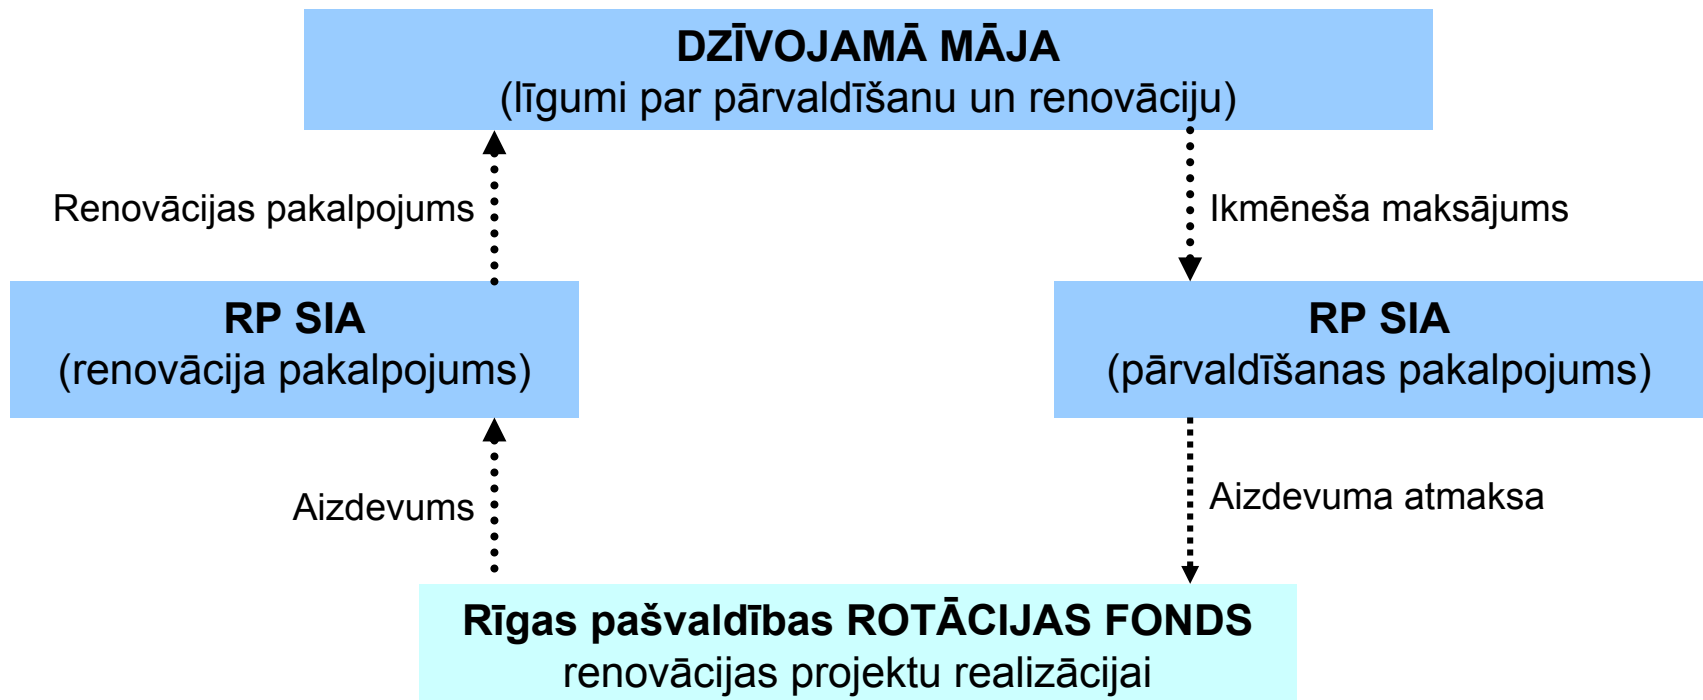 DZĪVOJAMĀ MĀJA
(līgumi par pārvaldīšanu un renovāciju)
Renovācijas pakalpojums
Ikmēneša maksājums
RP SIA
(renovācija pakalpojums)
RP SIA
(pārvaldīšanas pakalpojums)
Aizdevums
Aizdevuma atmaksa
Rīgas pašvaldības ROTĀCIJAS FONDS
renovācijas projektu realizācijai